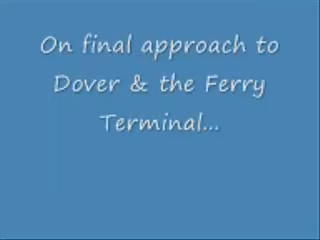 On final approach to
Dover & the Ferry
Terminal...